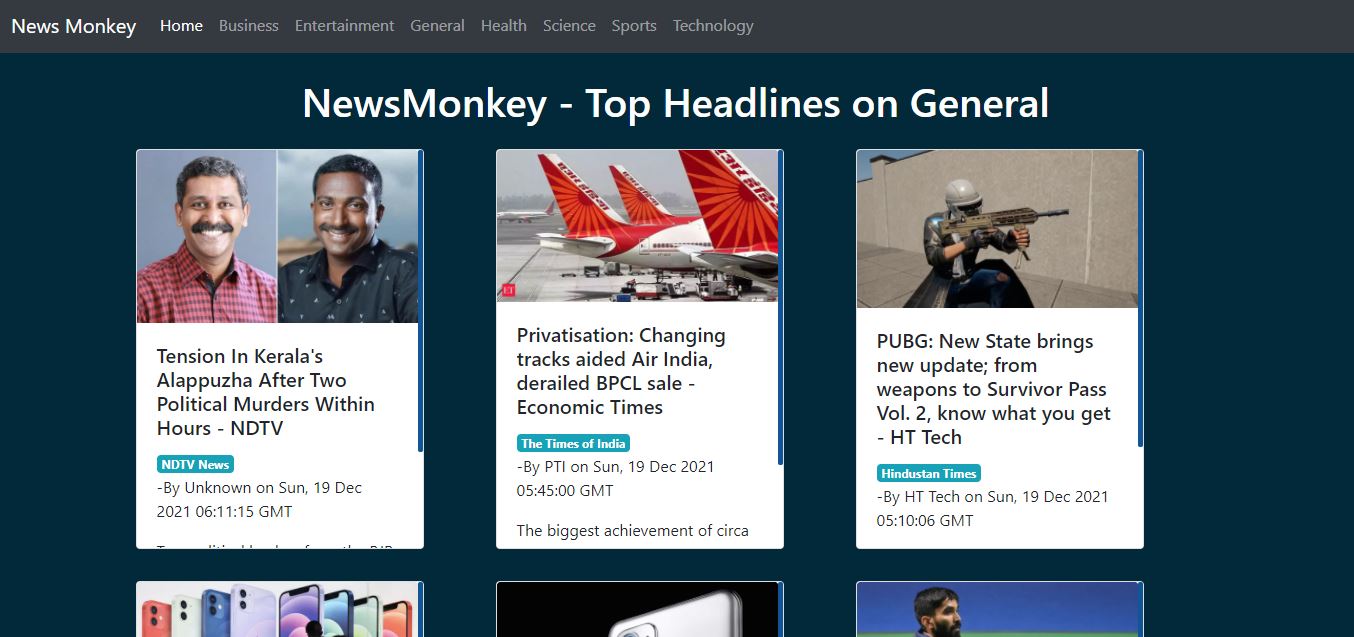 News Monkey Home Business Entertainment General Health Science Sports Technology
NewsMonkey - Top Headlines on General
Tension In Kerala's
Alappuzha After Two
Political Murders Within
Hours - NDTV
NDTV News
-By Unknown on Sun, 19 Dec
2021 06:11:15 GMT
ET
Privatisation: Changing
tracks aided Air India,
derailed BPCL sale -
Economic Times
The Times of India
-By PTI on Sun, 19 Dec 2021
05:45:00 GMT
The biggest achievement of circa
PUBG: New State brings
new update; from
weapons to Survivor Pass
Vol. 2, know what you get
- HT Tech
Hindustan Times
-By HT Tech on Sun, 19 Dec 2021
05:10:06 GMT